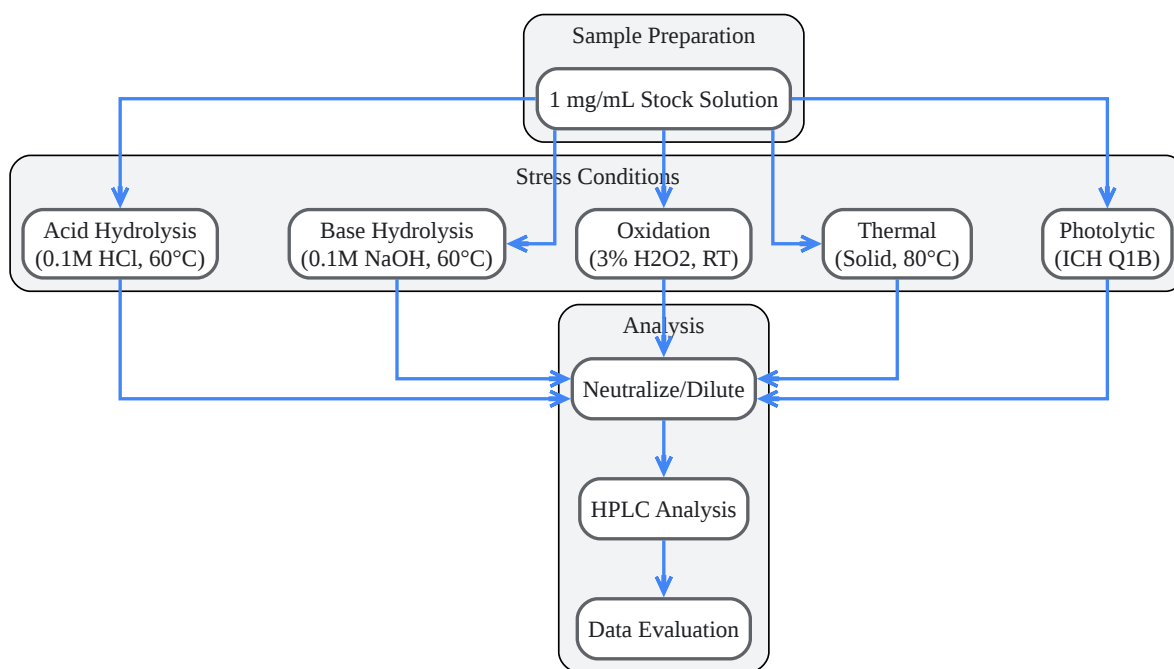 Sample Preparation
1 mg/mL Stock Solution
Stress Conditions
Acid Hydrolysis
(0.1M HCl, 60°C)
Base Hydrolysis
(0.1M NaOH, 60°C)
Oxidation
(3% H2O2, RT)
Thermal
(Solid, 80°C)
Photolytic
(ICH Q1B)
Analysis
Neutralize/Dilute
HPLC Analysis
Data Evaluation